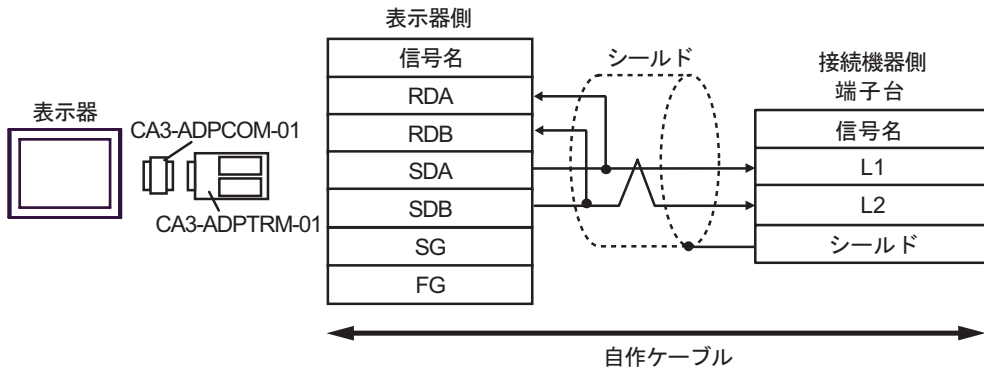 表示器
CA3-ADPCOM-01
CA3-ADPTRM-01
表示器側
信号名
RDA
RDB
SDA
SDB
SG
FG
シールド
接続機器側
端子台
信号名
L1
L2
シールド
自作ケーブル